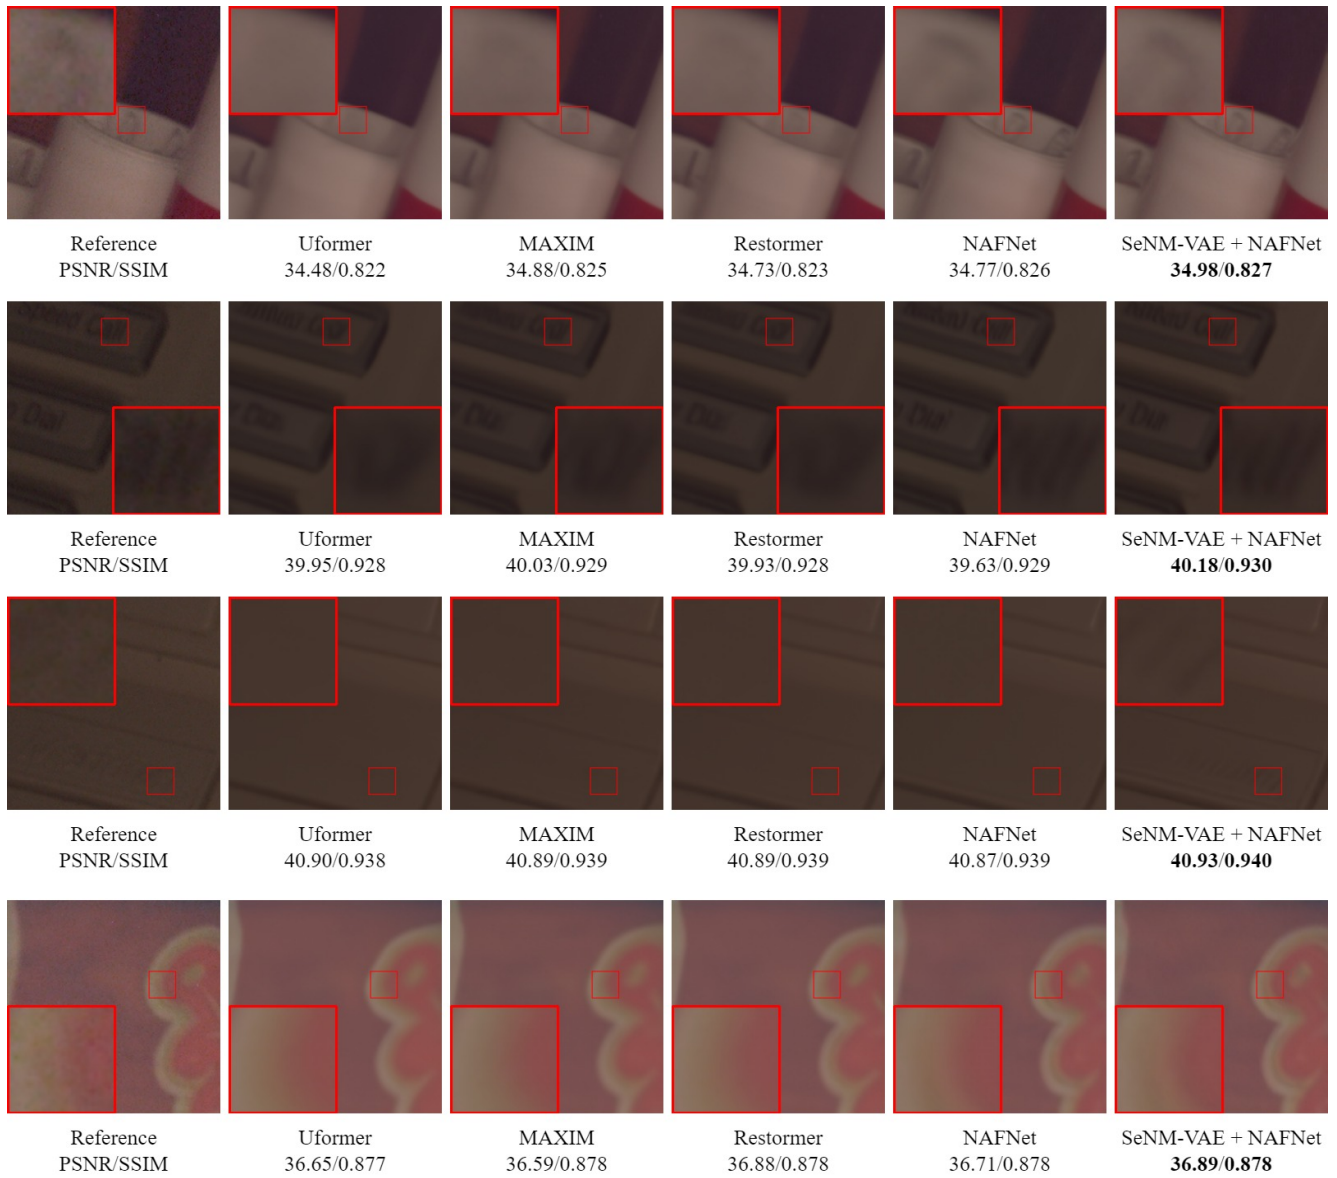 Reference Uformer MAXIM Restormer NAFNet SeNM-VAE + NAFNet
PSNR/SSIM 34.48/0.822 34.88/0.825 34.73/0.823 34.77/0.826 34.98/0.827
Speed
Dial
Reference Uformer MAXIM Restormer NAFNet SeNM-VAE + NAFNet
PSNR/SSIM 39.95/0.928 40.03/0.929 39.93/0.928 39.63/0.929 40.18/0.930
Reference Uformer MAXIM Restormer NAFNet SeNM-VAE + NAFNet
PSNR/SSIM 40.90/0.938 40.89/0.939 40.89/0.939 40.87/0.939 40.93/0.940
Reference Uformer MAXIM Restormer NAFNet SeNM-VAE + NAFNet
PSNR/SSIM 36.65/0.877 36.59/0.878 36.88/0.878 36.71/0.878 36.89/0.878